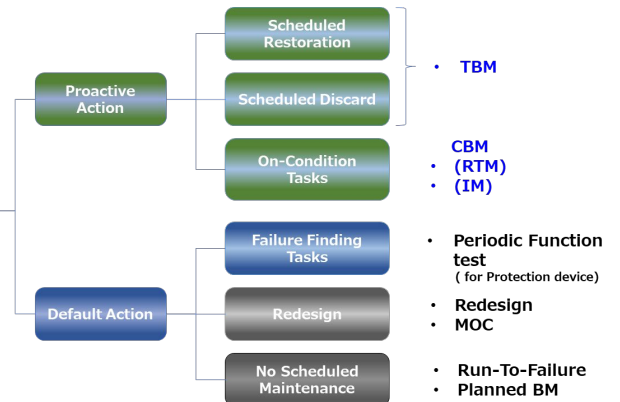 Scheduled
Restoration
Proactive
Action
Scheduled Discard
• TBM
On-Condition
Tasks
CBM
• (RTM)
• (IM)
Failure Finding
Tasks
• Periodic Function
test
( for Protection device)
Default Action
Redesign
• Redesign
• MOC
No Scheduled
Maintenance
• Run-To-Failure
• Planned BM